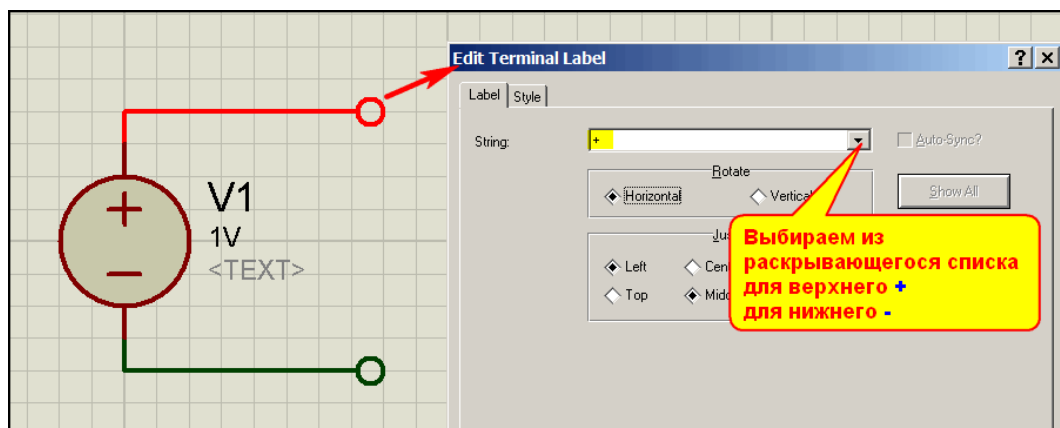 Edit Terminal Label
? ×
Label Style
String:
+
Auto-Sync?
Rotate
Horizontal
Vertical
Show All
Left
Top
Выбираем из
раскрывающегося списка
для верхнего +
для нижнего -
+
V1
1V
<TEXT>